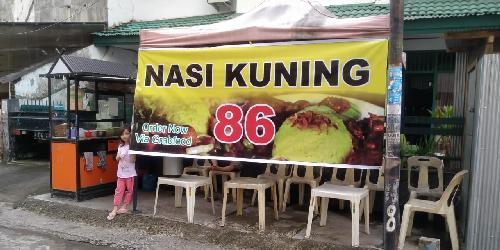 NASI KUNING
86
Order Now
Via Grabfood